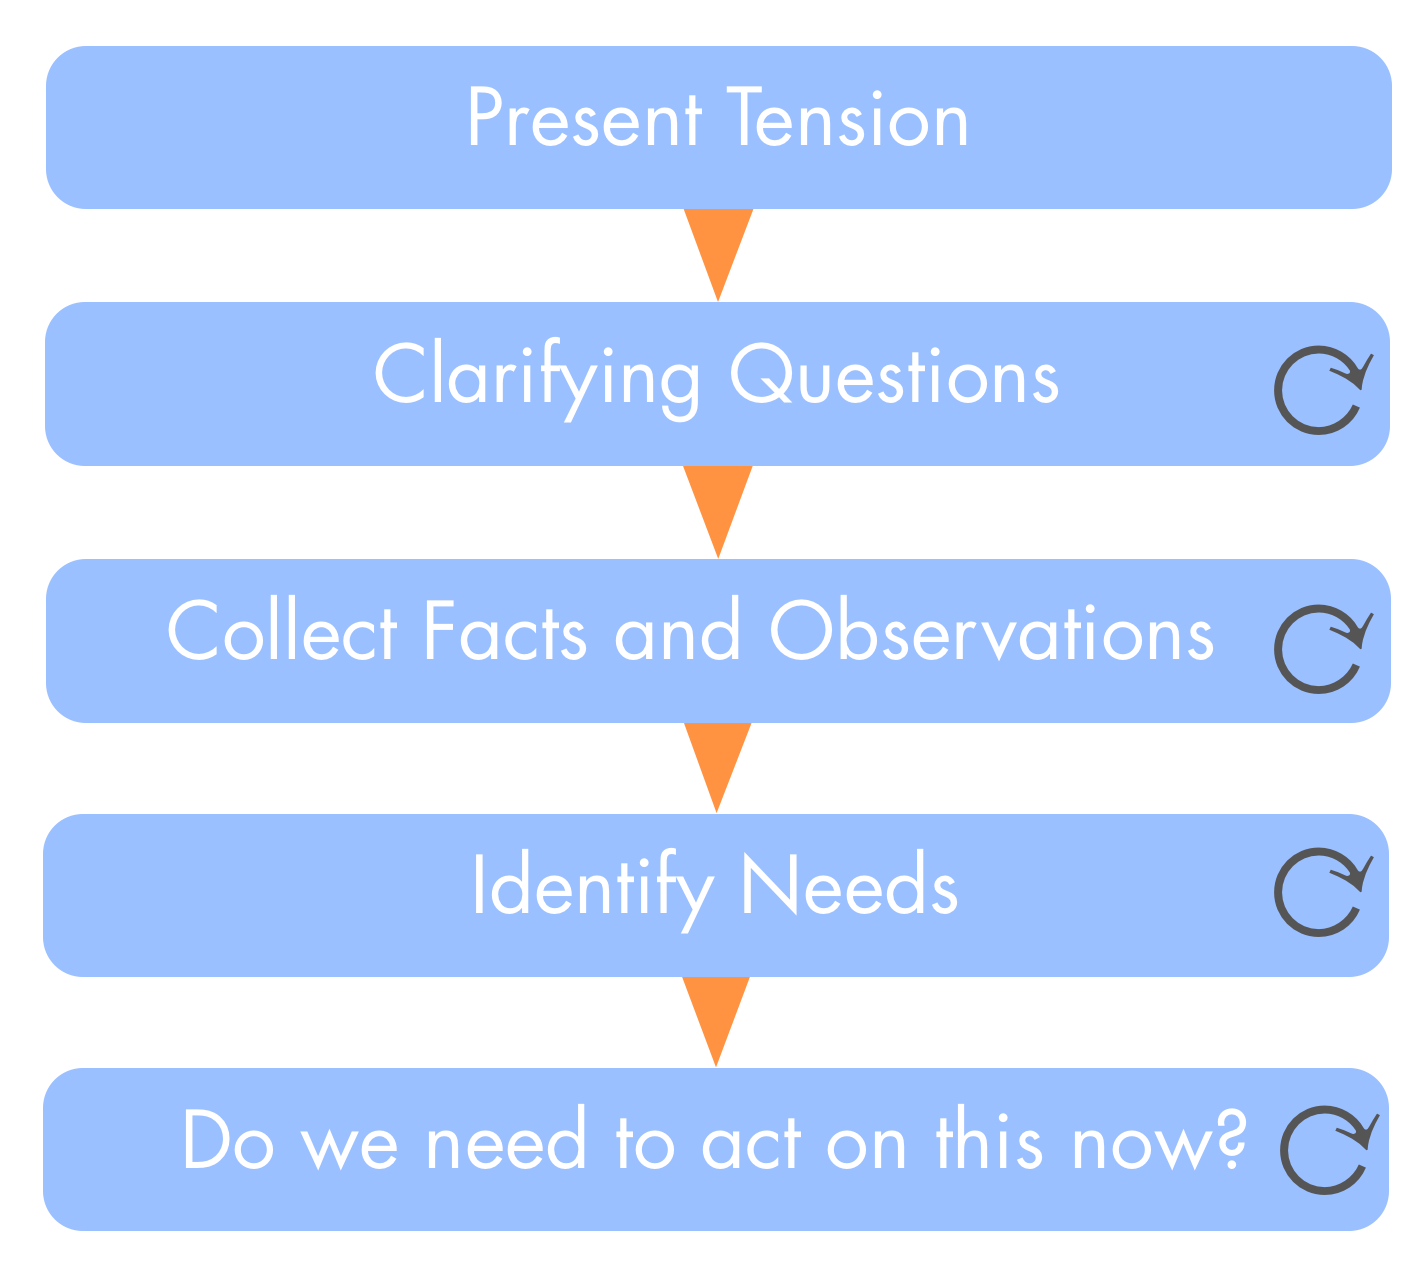 Present Tension
Clarifying Questions
Collect Facts and Observations
Identify Needs
Do we need to act on this now?